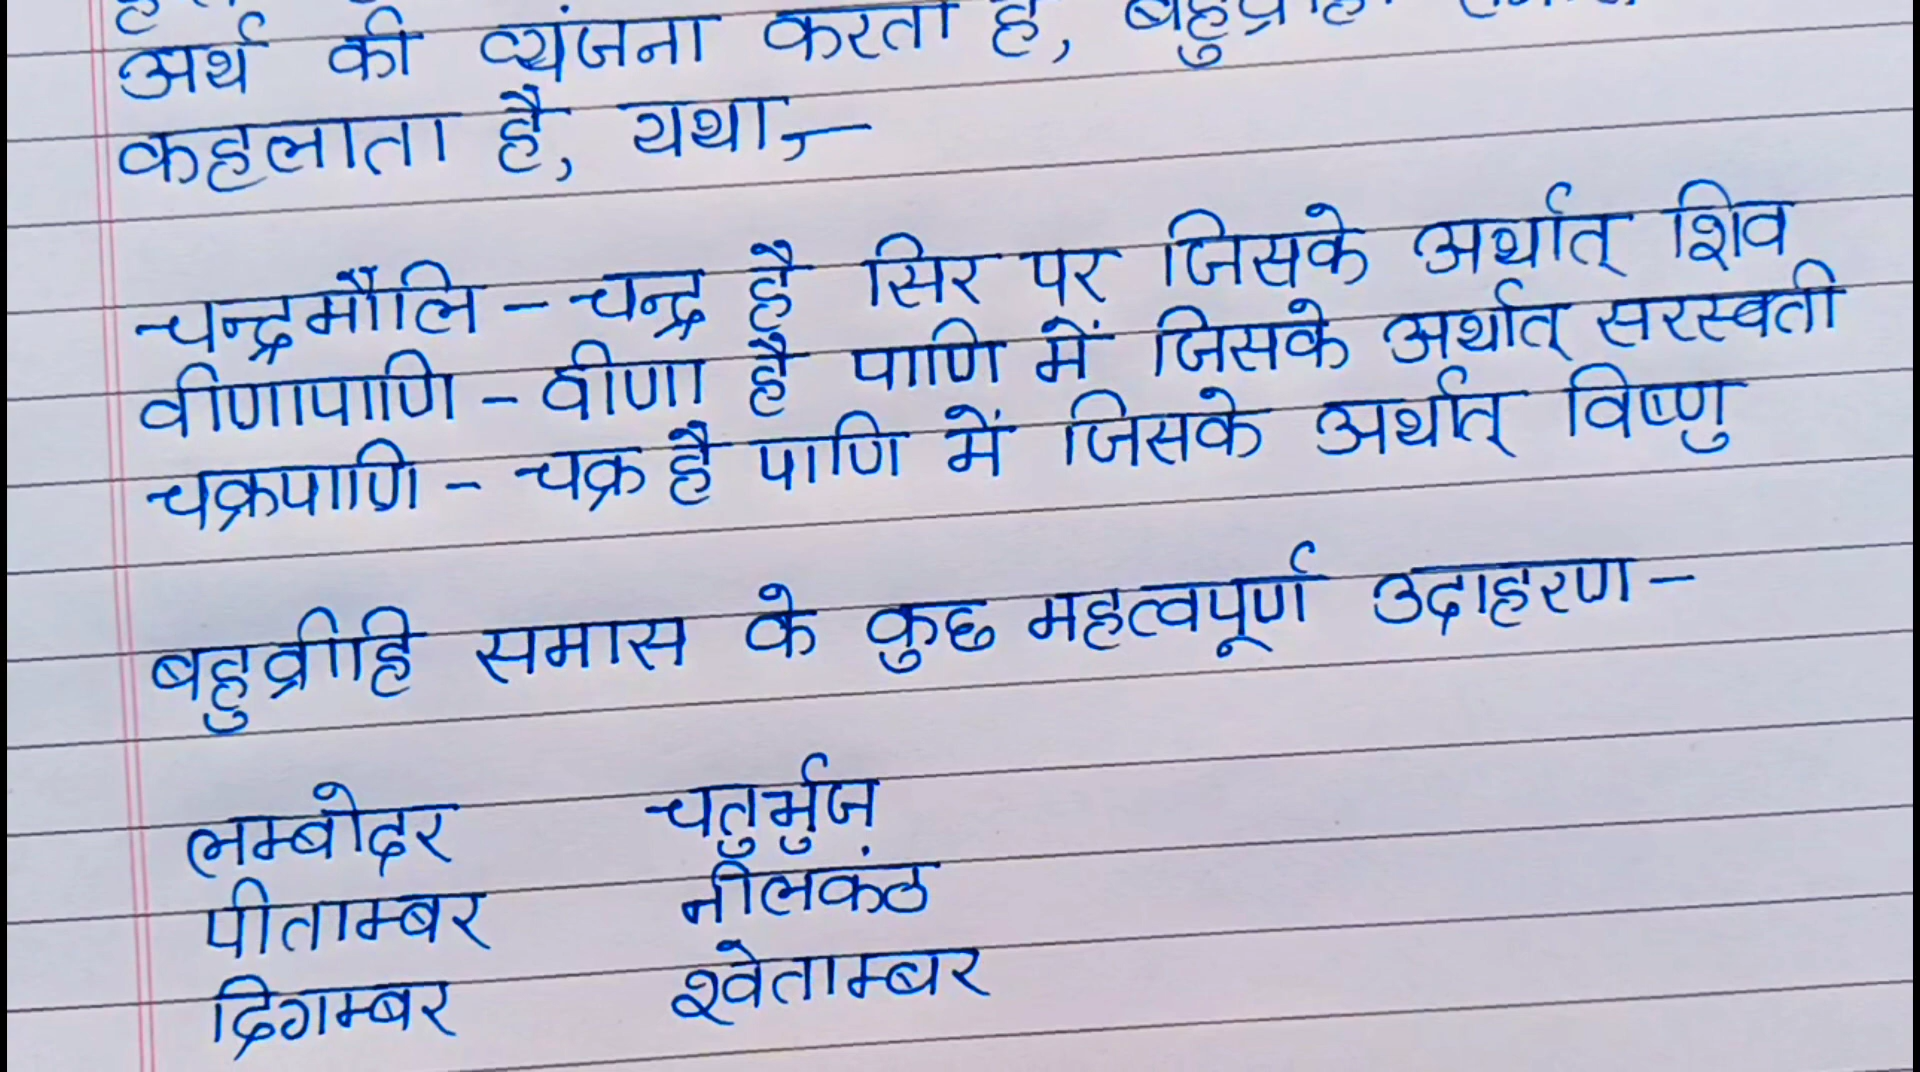 अर्थ की व्यंजना करता है, बहुव्रीहि
कहलाता है, यथा,—
चन्द्रमौलि - चन्द्र है सिर पर जिसके अर्थात् शिव
वीणापाणि - वीणा है पाणि में जिसके अर्थात् सरस्वती
चक्रपाणि - चक्र है पाणि में जिसके अर्थात् विष्णु
बहुव्रीहि समास के कुछ महत्वपूर्ण उदाहरण -
लम्बोदर चतुर्भुज
पीताम्बर नीलकंठ
दिगम्बर श्वेताम्बर